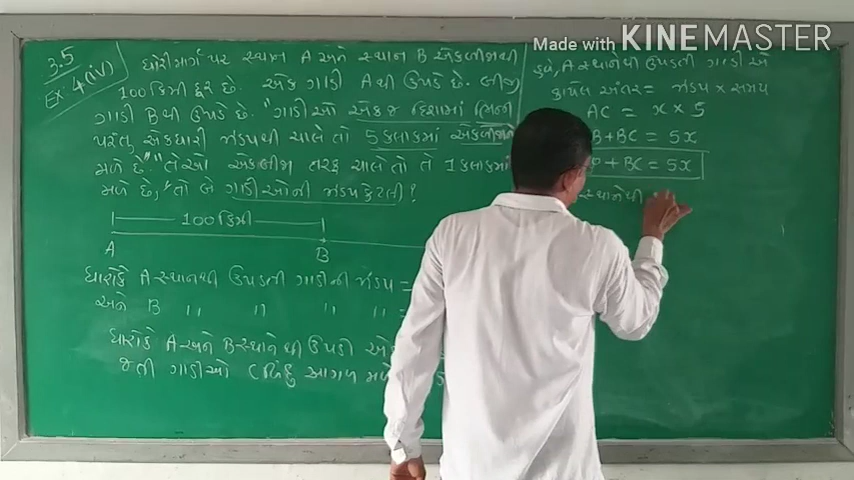 Made with KINEMASTER
3.5
Ex: 4(iv)
ધોરીમાર્ગ પર સ્થાન A અને સ્થાન B એકબીજાથી
100 કિમી દૂર છે. એક ગાડી A થી ઉપડે છે. બીજી
ગાડી B થી ઉપડે છે. "ગાડીઓ એક જ દિશામાં ભિન્ન
પરંતુ એકધારી ઝડપથી ચાલે તો 5 કલાકમાં એકબીજાને
મળે છે." "તેઓ એકબીજા તરફ ચાલે તો તે 1 કલાકમાં
મળે છે," તો બે ગાડીઓની ઝડપ કેટલી?
100 કિમી
A B
ધારોકે A સ્થાનથી ઉપડતી ગાડીની ઝડપ =
અને B " " " " =
ધારોકે A અને B સ્થાનેથી ઉપડી
જતી ગાડીઓ C બિંદુ આગળ મળે
હવે, A સ્થાનેથી ઉપડતી ગાડી એ
કાપેલ અંતર = ઝડપ × સમય
AC = x × 5
B + BC = 5x
+ BC = 5x
સ્થાનેથી